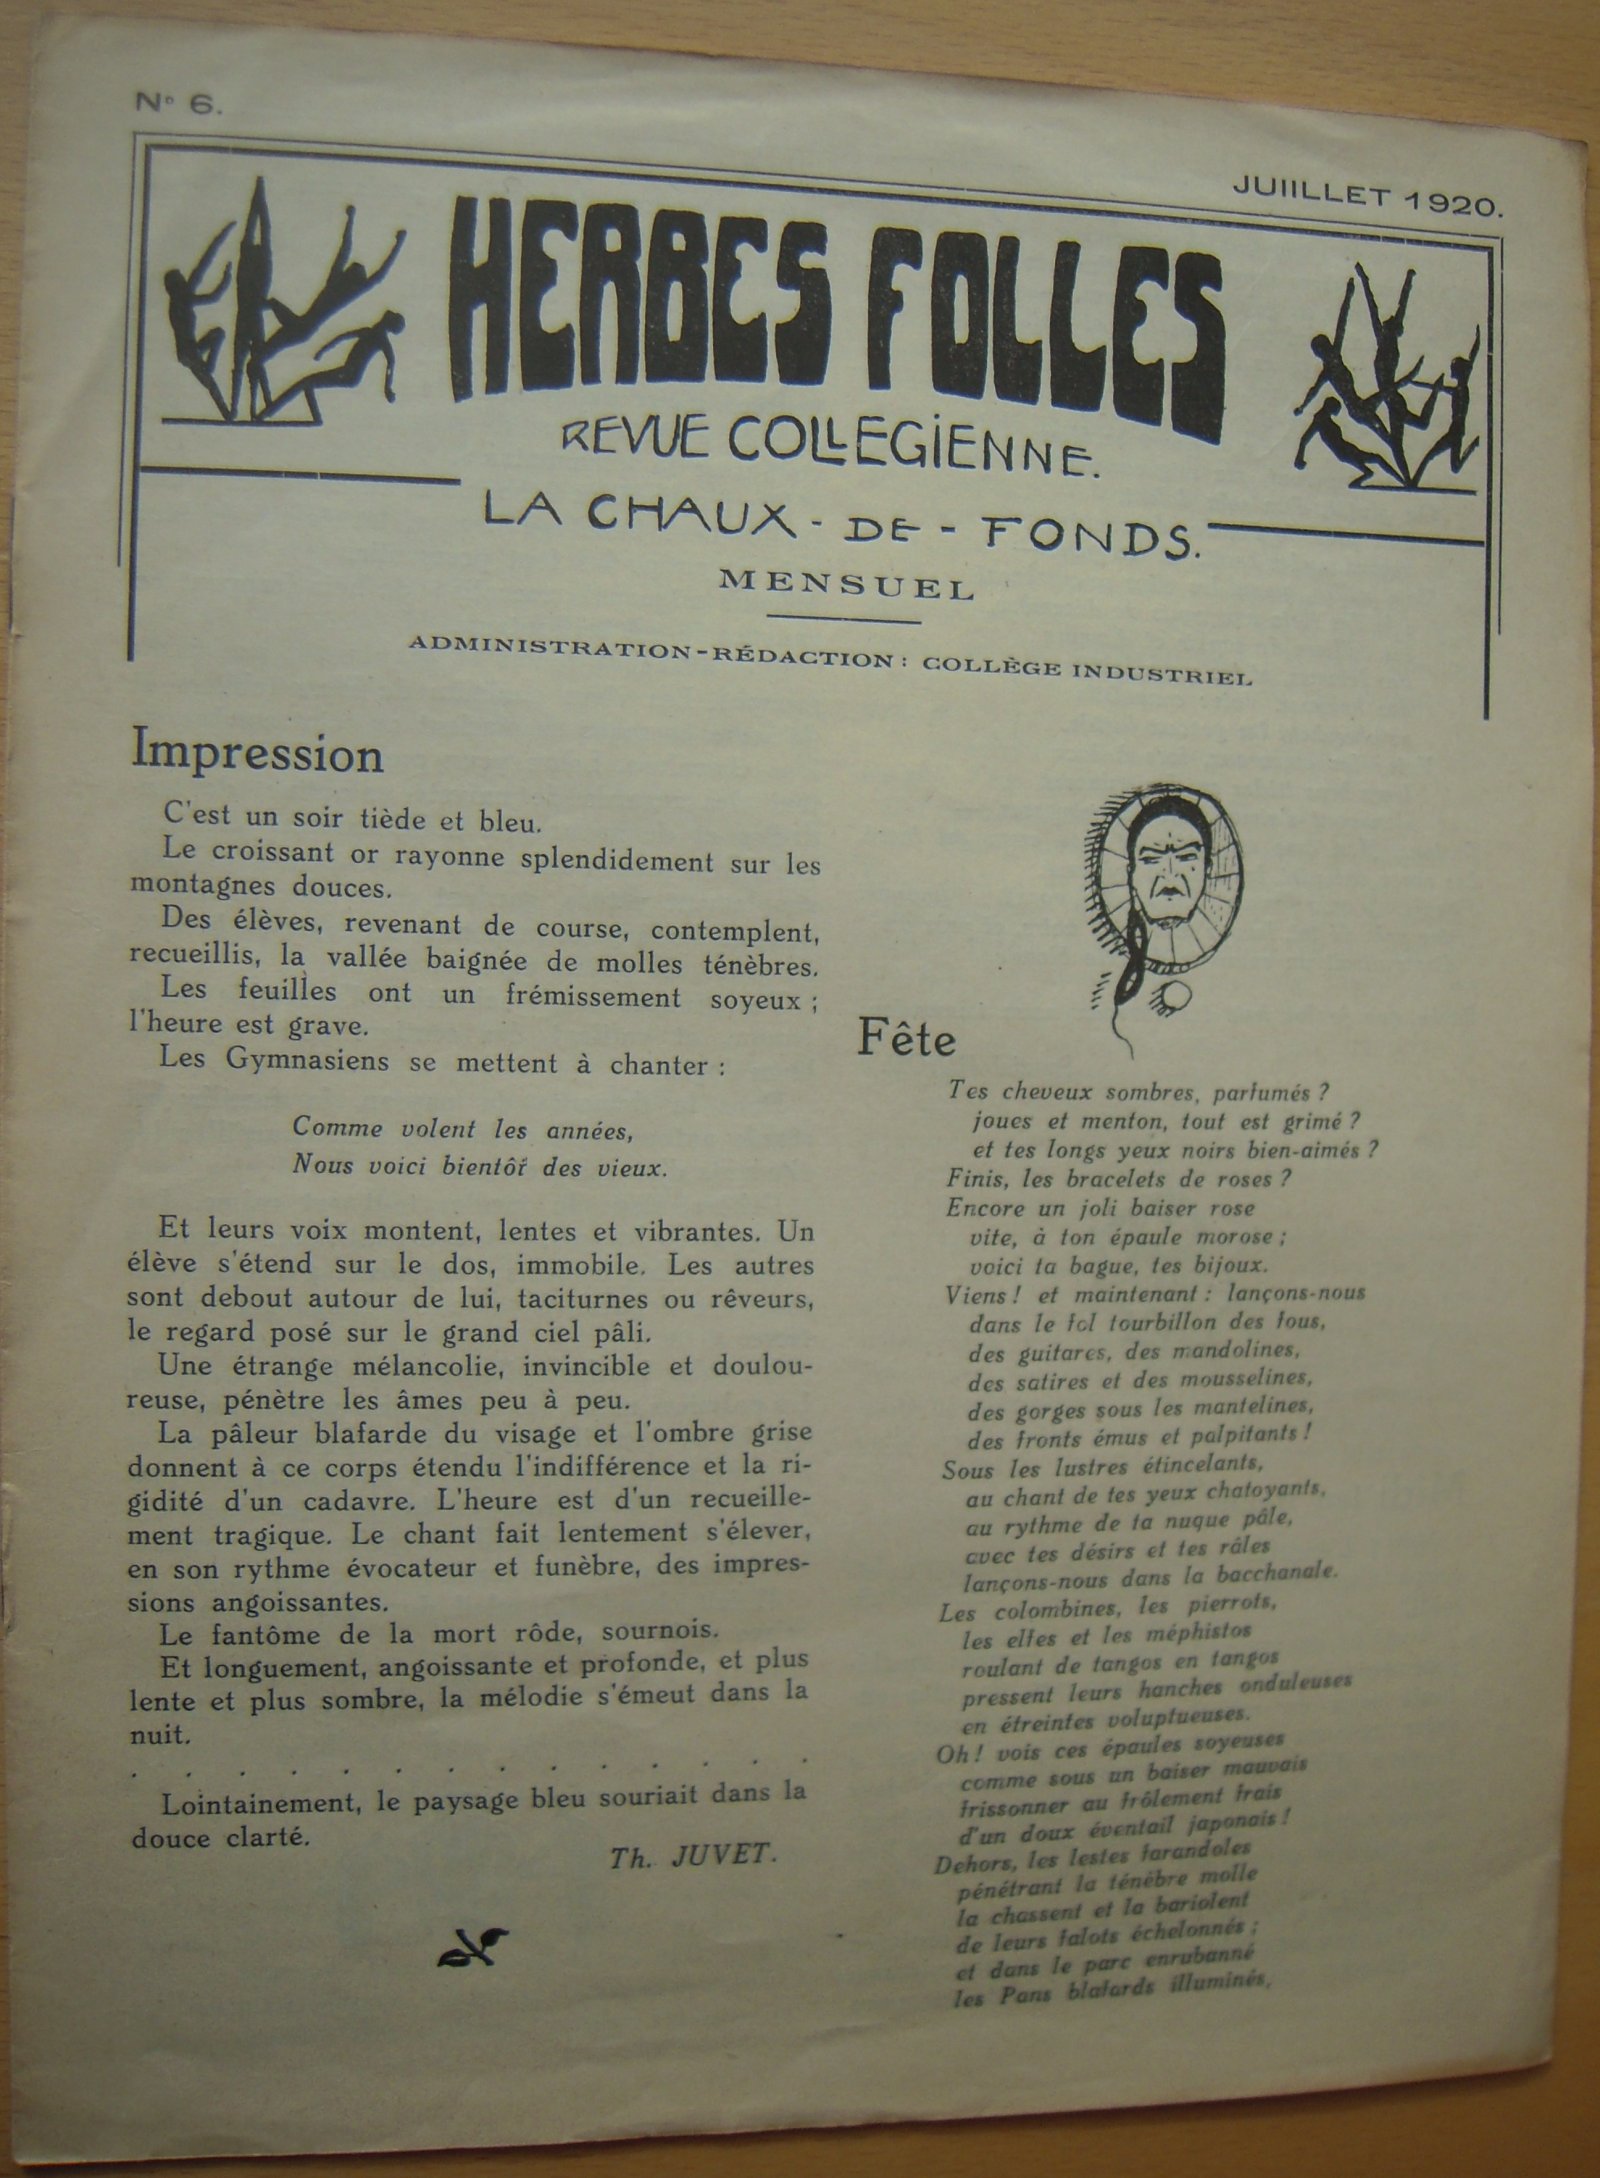 Nº 6.
JUIILLET 1920.
HERBES FOLLES
REVUE COLLEGIENNE.
LA CHAUX-DE-FONDS.
MENSUEL
ADMINISTRATION-RÉDACTION : COLLÈGE INDUSTRIEL
Impression
C'est un soir tiède et bleu.
Le croissant or rayonne splendidement sur les
montagnes douces.
Des élèves, revenant de course, contemplent,
recueillis, la vallée baignée de molles ténèbres.
Les feuilles ont un frémissement soyeux ;
l'heure est grave.
Les Gymnasiens se mettent à chanter :
Comme volent les années,
Nous voici bientôt des vieux.
Et leurs voix montent, lentes et vibrantes. Un
élève s'étend sur le dos, immobile. Les autres
sont debout autour de lui, taciturnes ou rêveurs,
le regard posé sur le grand ciel pâli.
Une étrange mélancolie, invincible et doulou-
reuse, pénètre les âmes peu à peu.
La pâleur blafarde du visage et l'ombre grise
donnent à ce corps étendu l'indifférence et la ri-
gidité d'un cadavre. L'heure est d'un recueille-
ment tragique. Le chant fait lentement s'élever,
en son rythme évocateur et funèbre, des impres-
sions angoissantes.
Le fantôme de la mort rôde, sournois.
Et longuement, angoissante et profonde, et plus
lente et plus sombre, la mélodie s'émeut dans la
nuit.
. . . . . . . . . . . . . .
Lointainement, le paysage bleu souriait dans la
douce clarté.
Th. JUVET.
Fête
Tes cheveux sombres, parfumés ?
joues et menton, tout est grimé ?
et tes longs yeux noirs bien-aimés ?
Finis, les bracelets de roses ?
Encore un joli baiser rose
vite, à ton épaule morose ;
voici ta bague, tes bijoux.
Viens ! et maintenant : lançons-nous
dans le fol tourbillon des fous,
des guitares, des mandolines,
des satires et des mousselines,
des gorges sous les mantelines,
des fronts émus et palpitants !
Sous les lustres étincelants,
au chant de tes yeux chatoyants,
au rythme de ta nuque pâle,
avec tes désirs et tes râles
lançons-nous dans la bacchanale.
Les colombines, les pierrots,
les elfes et les méphistos
roulant de tangos en tangos
pressent leurs hanches onduleuses
en étreintes voluptueuses.
Oh ! vois ces épaules soyeuses
comme sous un baiser mauvais
frissonner au frôlement frais
d'un doux éventail japonais !
Dehors, les lestes farandoles
pénétrant la ténèbre molle
la chassent et la bariolent
de leurs falots échelonnés ;
et dans le parc enrubanné
les Pans blafards illuminés,